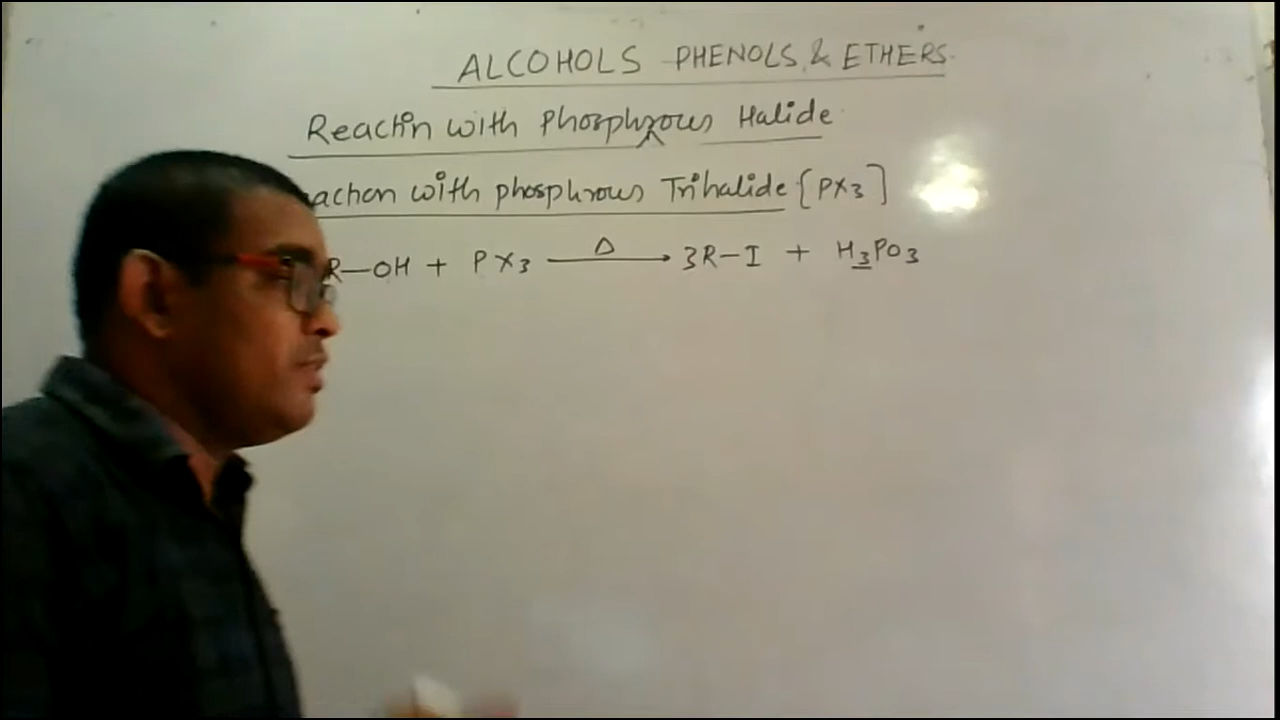 ALCOHOLS PHENOLS & ETHERS.
Reactin with Phosphrous Halide
action with phosphrous Trihalide [PX3]
R—OH + PX3 —Δ→ 3R–I + H3PO3